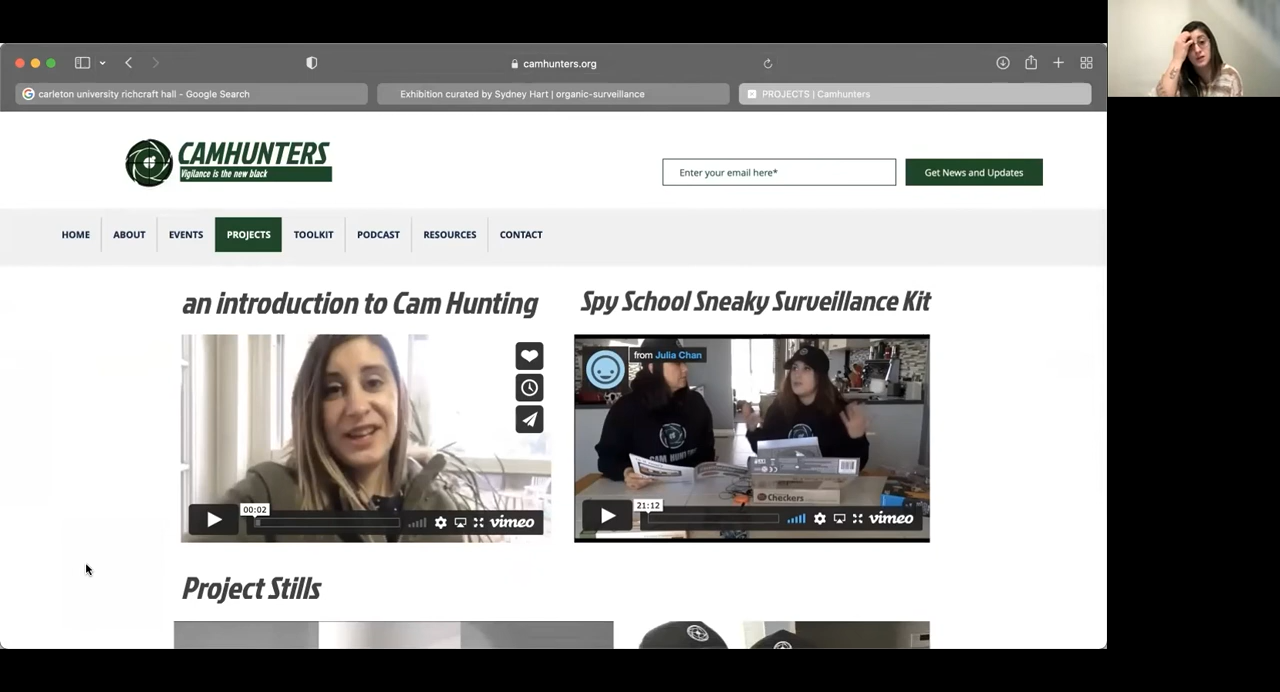 camhunters.org
carleton university richcraft hall - Google Search
Exhibition curated by Sydney Hart | organic-surveillance
PROJECTS | Camhunters
CAMHUNTERS
Vigilance is the new black
Enter your email here*
Get News and Updates
HOME
ABOUT
EVENTS
PROJECTS
TOOLKIT
PODCAST
RESOURCES
CONTACT
an introduction to Cam Hunting
Spy School Sneaky Surveillance Kit
from Julia Chan
CAM HUNT
Checkers
00:02
vimeo
21:12
vimeo
Project Stills